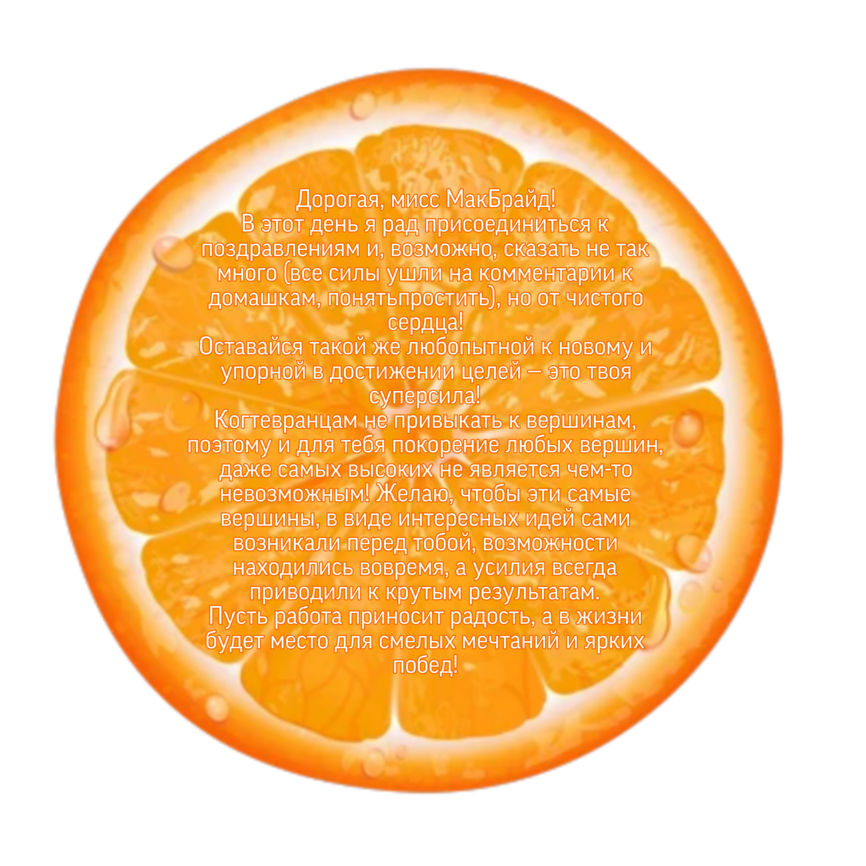 Дорогая, мисс МакБрайд!
В этот день я рад присоединиться к
поздравлениям и, возможно, сказать не так
много (все силы ушли на комментарии к
домашкам, понятьпростить), но от чистого
сердца!
Оставайся такой же любопытной к новому и
упорной в достижении целей – это твоя
суперсила!
Когтевранцам не привыкать к вершинам,
поэтому и для тебя покорение любых вершин,
даже самых высоких не является чем-то
невозможным! Желаю, чтобы эти самые
вершины, в виде интересных идей сами
возникали перед тобой, возможности
находились вовремя, а усилия всегда
приводили к крутым результатам.
Пусть работа приносит радость, а в жизни
будет место для смелых мечтаний и ярких
побед!